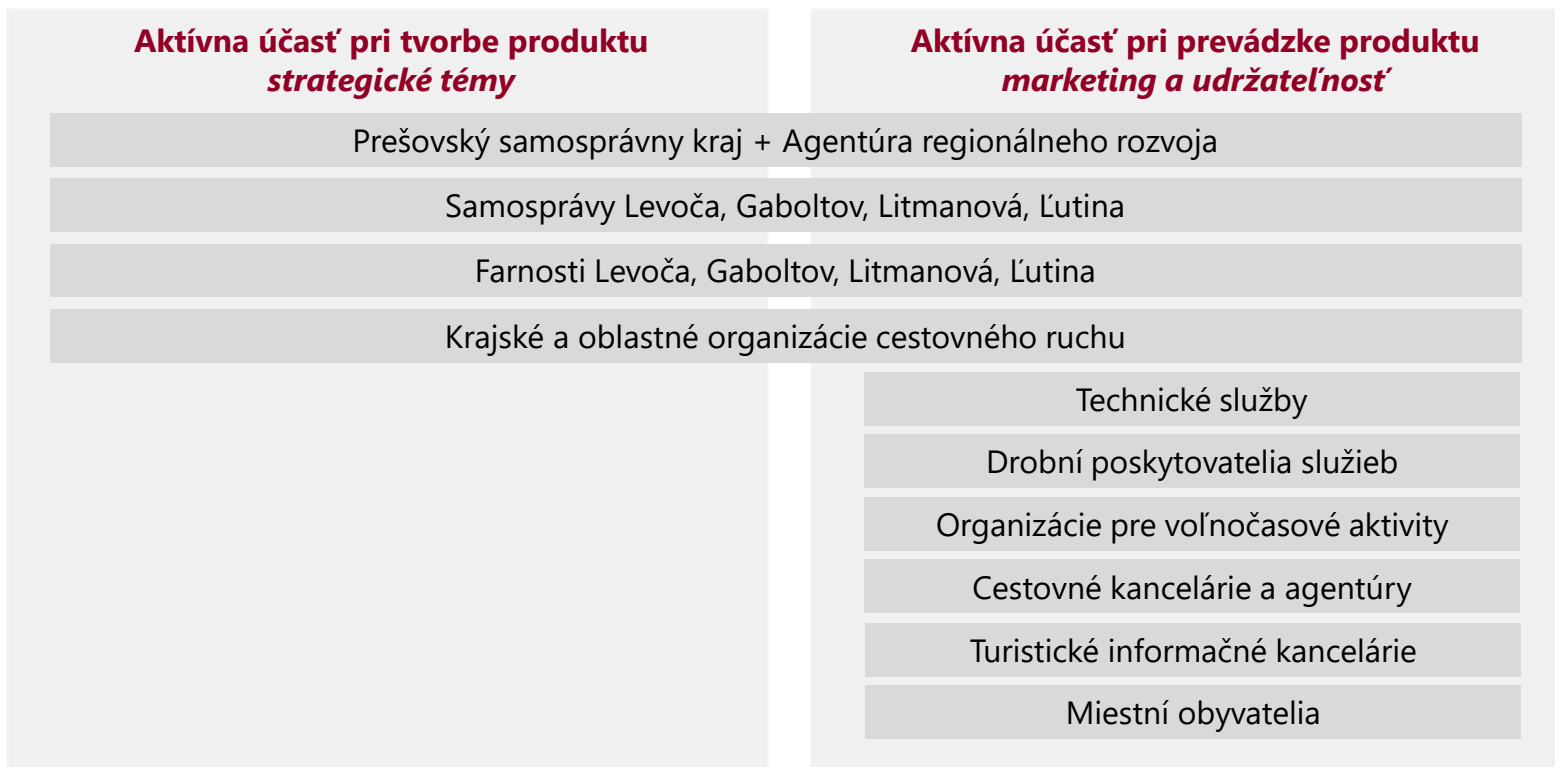 Aktívna účasť pri tvorbe produktu
strategické témy
Aktívna účasť pri prevádzke produktu
marketing a udržateľnosť
Prešovský samosprávny kraj + Agentúra regionálneho rozvoja
Samosprávy Levoča, Gaboltov, Litmanová, Ľutina
Farnosti Levoča, Gaboltov, Litmanová, Ľutina
Krajské a oblastné organizácie cestovného ruchu
Technické služby
Drobní poskytovatelia služieb
Organizácie pre voľnočasové aktivity
Cestovné kancelárie a agentúry
Turistické informačné kancelárie
Miestní obyvatelia